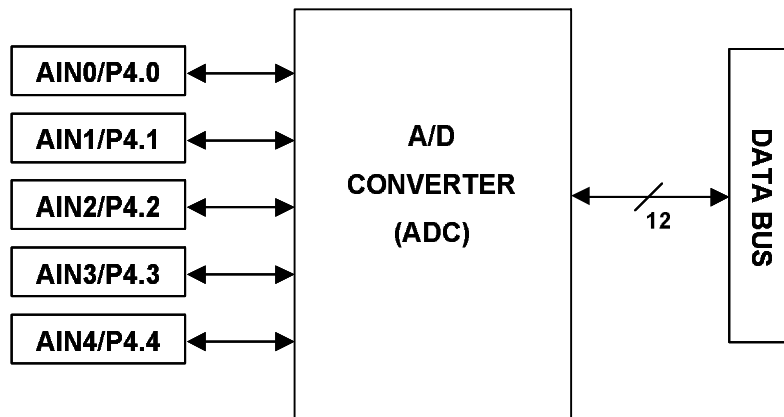 AIN0/P4.0
AIN1/P4.1
AIN2/P4.2
AIN3/P4.3
AIN4/P4.4
A/D
CONVERTER
(ADC)
12
DATA BUS